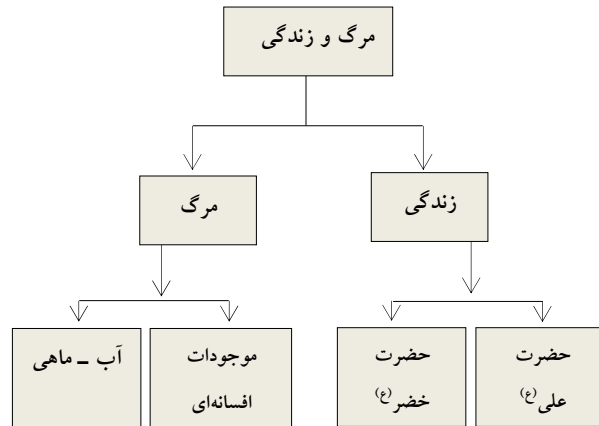 مرگ و زندگی
زندگی
مرگ
حضرت
علی(ع)
حضرت
خضر(ع)
موجودات
افسانه‌ای
آب – ماهی